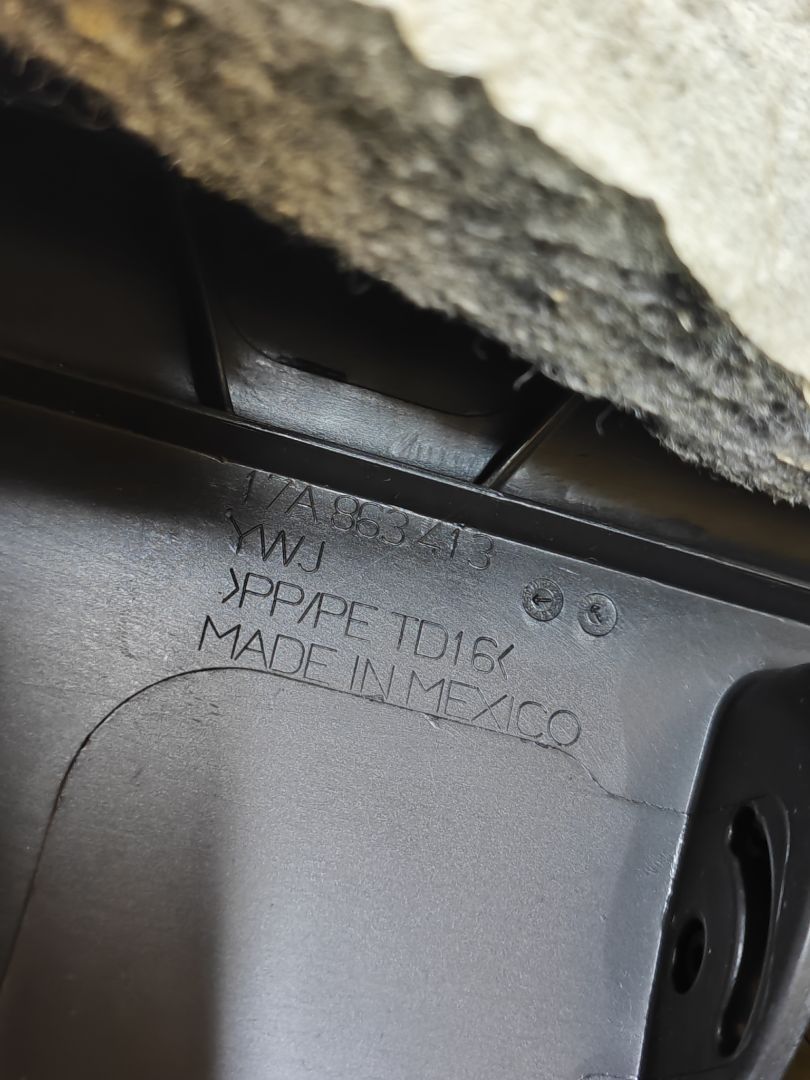 17A 863 413
YWJ
>PP/PE TD16<
MADE IN MEXICO